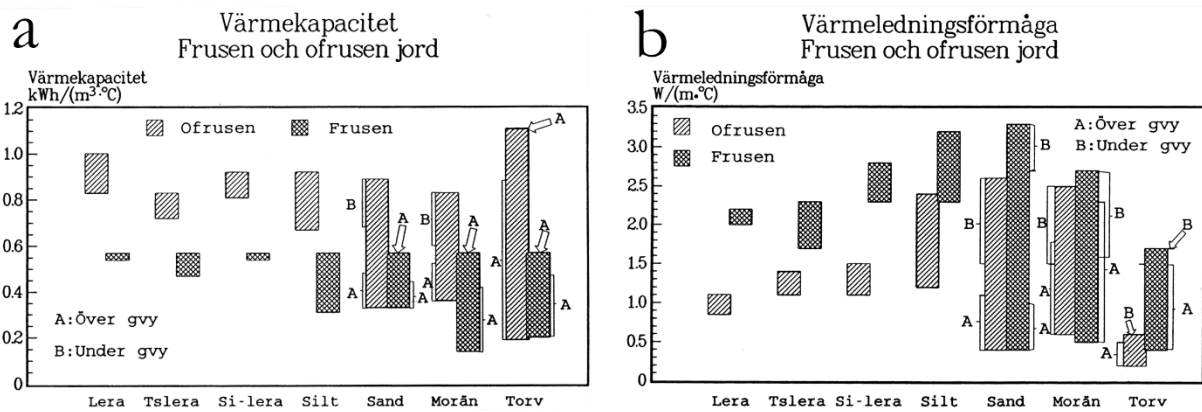 a
Värmekapacitet
Frusen och ofrusen jord
Värmekapacitet
kWh/(m³·°C)
1.2
1.0
0.8
0.6
0.4
0.2
0
Ofrusen
Frusen
A
B
A
A
A
B
A
A
A
A
A
A
A:Över gvy
B:Under gvy
Lera Tslera Si-lera Silt Sand Morän Torv
b
Värmeledningsförmåga
Frusen och ofrusen jord
Värmeledningsförmåga
W/(m·°C)
3.5
3.0
2.5
2.0
1.5
1.0
0.5
0
Ofrusen
Frusen
A:Över gvy
B:Under gvy
B
B
A
A
B
B
A
A
B
B
A
A
Lera Tslera Si-lera Silt Sand Morän Torv